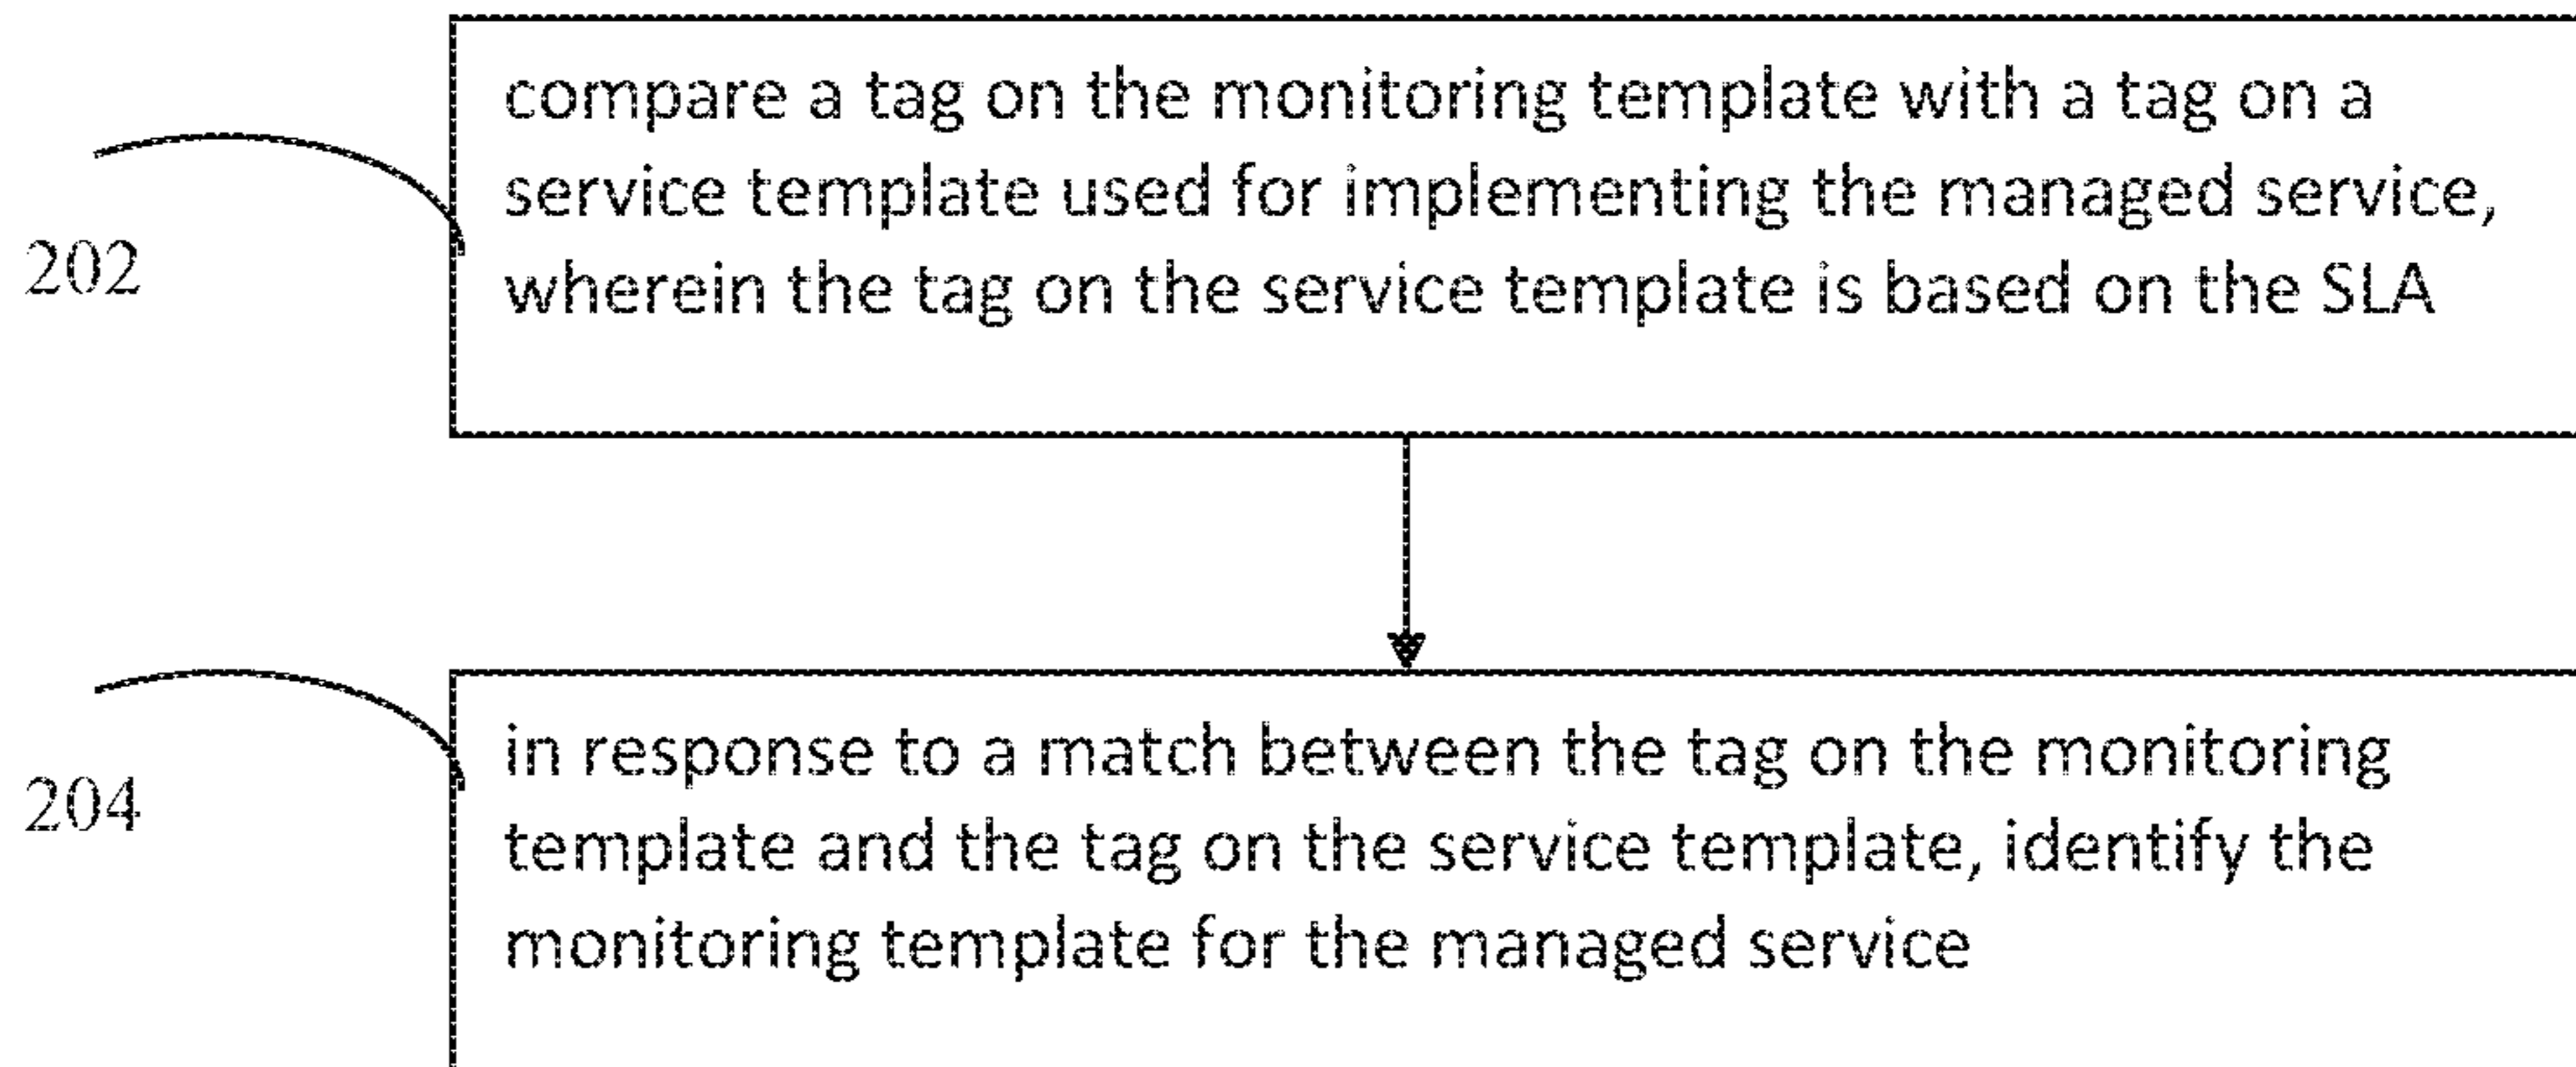 compare a tag on the monitoring template with a tag on a
service template used for implementing the managed service,
wherein the tag on the service template is based on the SLA
202
in response to a match between the tag on the monitoring
template and the tag on the service template, identify the
monitoring template for the managed service
204